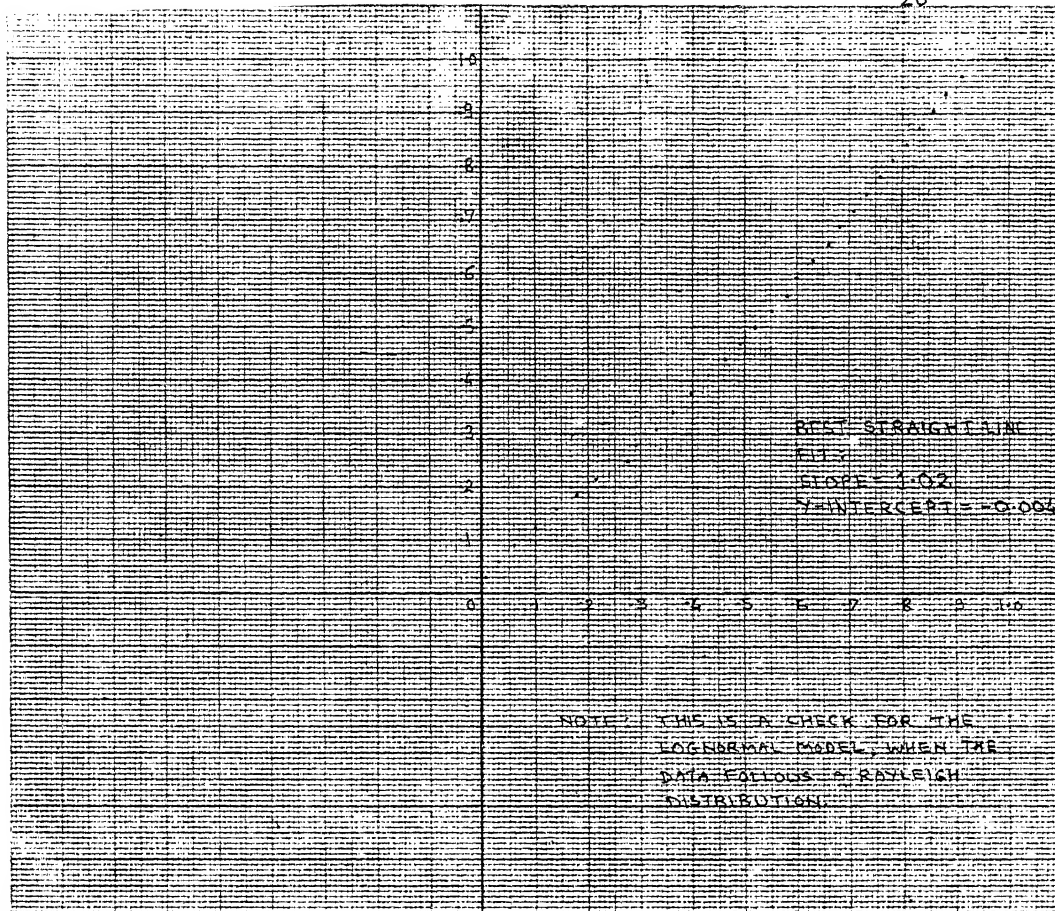 1.0
.9
.8
.7
.6
.5
.4
.3
.2
.1
0 .1 .2 .3 .4 .5 .6 .7 .8 .9 1.0
BEST STRAIGHT LINE
FIT:
SLOPE = 1.02
Y-INTERCEPT =
NOTE: THIS IS A CHECK FOR THE
LOGNORMAL MODEL, WHEN THE
DATA FOLLOWS A RAYLEIGH
DISTRIBUTION.